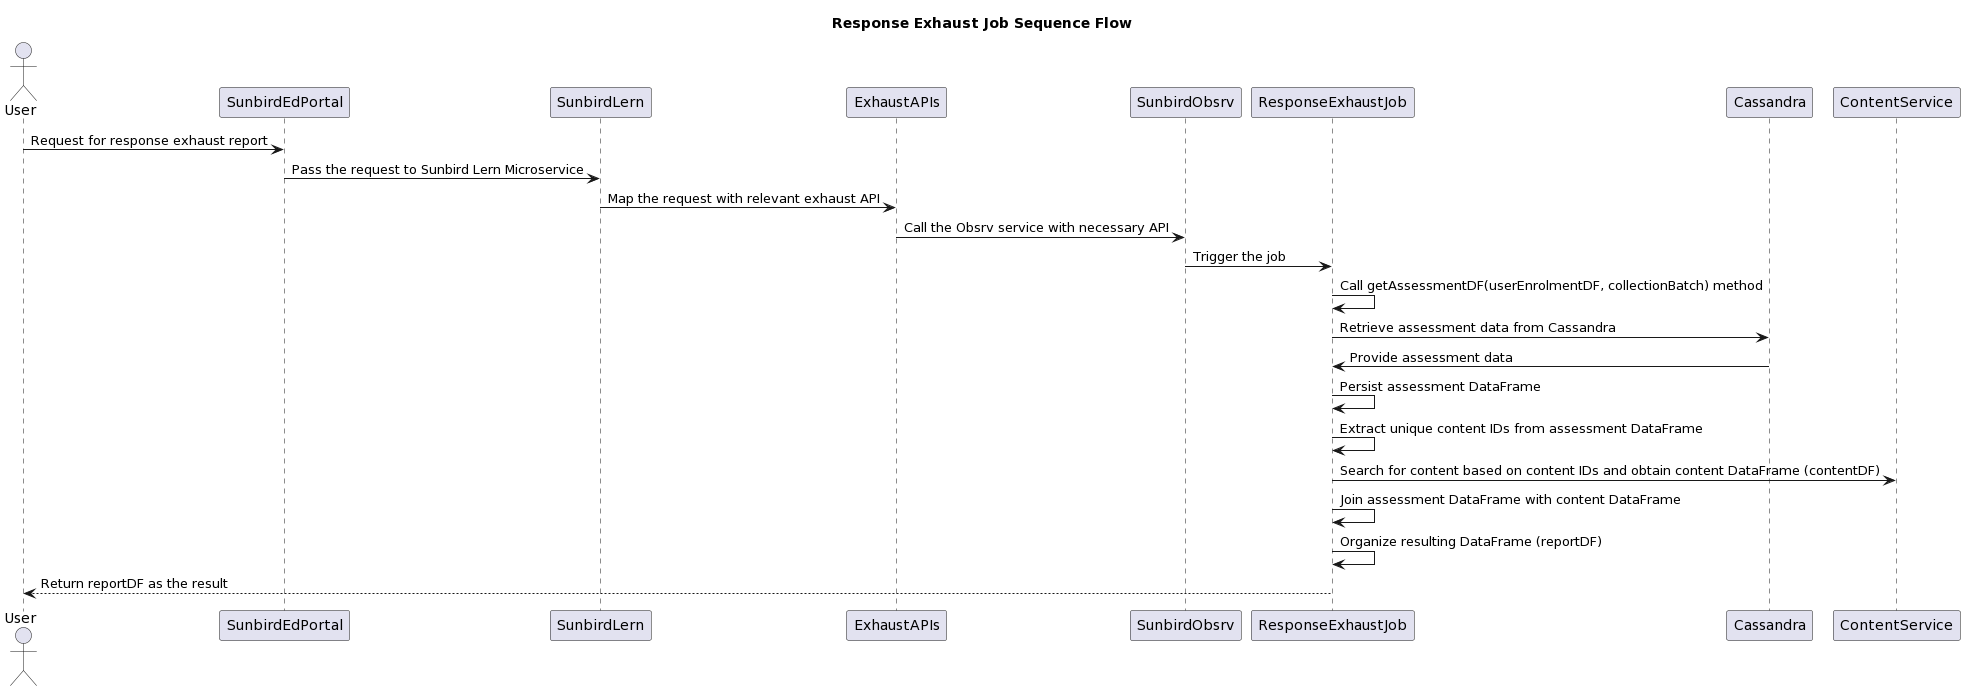 Response Exhaust Job Sequence Flow
User
SunbirdEdPortal
SunbirdLern
ExhaustAPIs
SunbirdObsrv
ResponseExhaustJob
Cassandra
ContentService
Request for response exhaust report
Pass the request to Sunbird Lern Microservice
Map the request with relevant exhaust API
Call the Obsrv service with necessary API
Trigger the job
Call getAssessmentDF(userEnrolmentDF, collectionBatch) method
Retrieve assessment data from Cassandra
Provide assessment data
Persist assessment DataFrame
Extract unique content IDs from assessment DataFrame
Search for content based on content IDs and obtain content DataFrame (contentDF)
Join assessment DataFrame with content DataFrame
Organize resulting DataFrame (reportDF)
Return reportDF as the result
User
SunbirdEdPortal
SunbirdLern
ExhaustAPIs
SunbirdObsrv
ResponseExhaustJob
Cassandra
ContentService